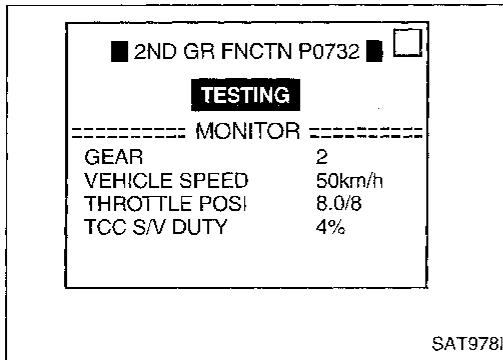 2ND GR FNCTN P0732
TESTING
========= MONITOR =========
GEAR 2
VEHICLE SPEED 50km/h
THROTTLE POSI 8.0/8
TCC S/V DUTY 4%
SAT978I